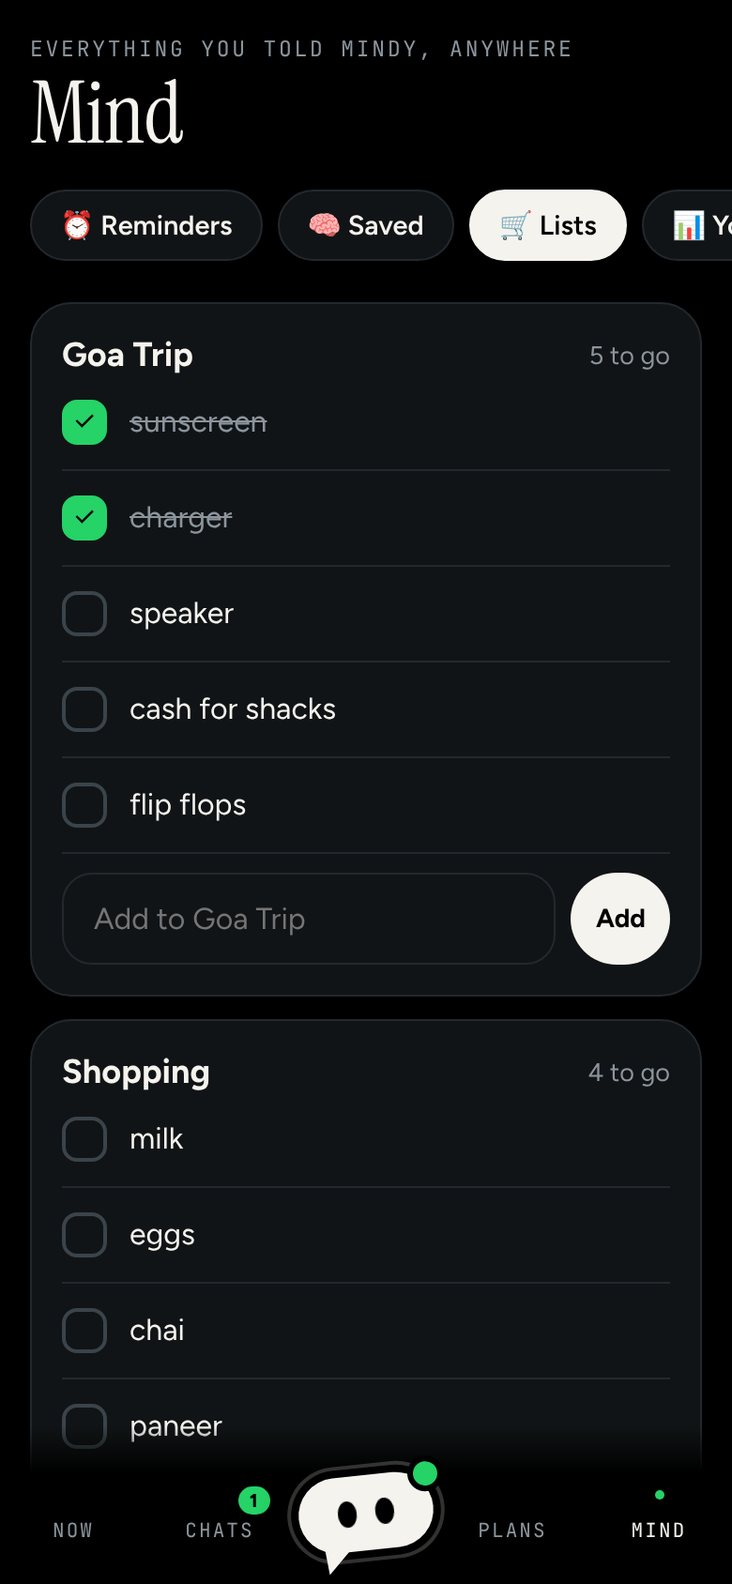 EVERYTHING YOU TOLD MINDY, ANYWHERE
Mind
⏰ Reminders
🧠 Saved
🛒 Lists
📊
Goa Trip
5 to go
sunscreen
charger
speaker
cash for shacks
flip flops
Add to Goa Trip
Add
Shopping
4 to go
milk
eggs
chai
paneer
NOW
CHATS
1
PLANS
MIND